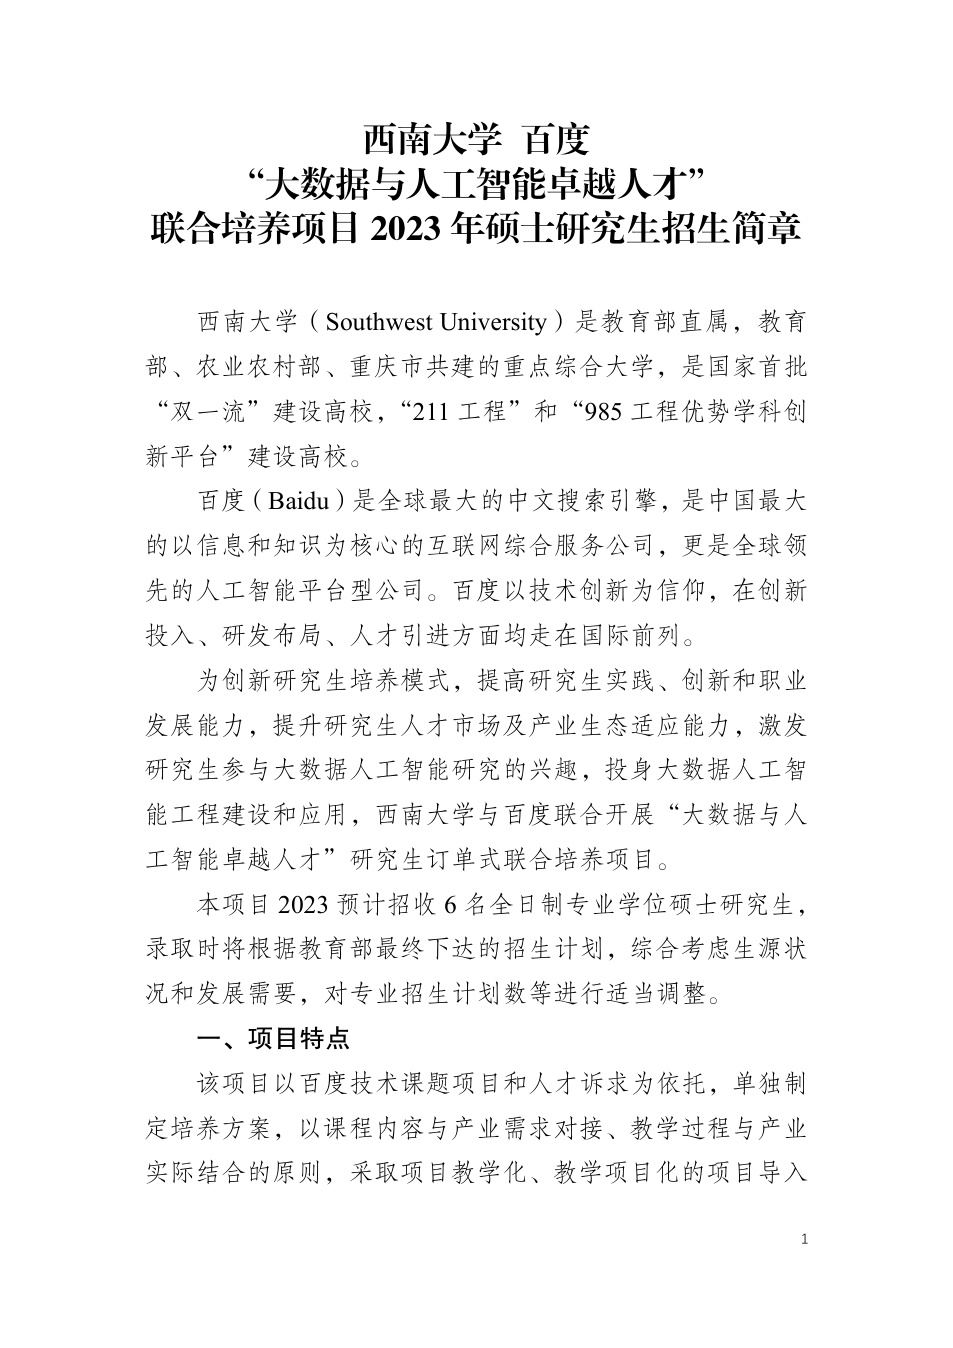 西南大学 百度
“大数据与人工智能卓越人才”
联合培养项目 2023 年硕士研究生招生简章
西南大学（Southwest University）是教育部直属，教育
部、农业农村部、重庆市共建的重点综合大学，是国家首批
“双一流”建设高校，“211 工程”和“985 工程优势学科创
新平台”建设高校。
百度（Baidu）是全球最大的中文搜索引擎，是中国最大
的以信息和知识为核心的互联网综合服务公司，更是全球领
先的人工智能平台型公司。百度以技术创新为信仰，在创新
投入、研发布局、人才引进方面均走在国际前列。
为创新研究生培养模式，提高研究生实践、创新和职业
发展能力，提升研究生人才市场及产业生态适应能力，激发
研究生参与大数据人工智能研究的兴趣，投身大数据人工智
能工程建设和应用，西南大学与百度联合开展“大数据与人
工智能卓越人才”研究生订单式联合培养项目。
本项目 2023 预计招收 6 名全日制专业学位硕士研究生，
录取时将根据教育部最终下达的招生计划，综合考虑生源状
况和发展需要，对专业招生计划数等进行适当调整。
一、项目特点
该项目以百度技术课题项目和人才诉求为依托，单独制
定培养方案，以课程内容与产业需求对接、教学过程与产业
实际结合的原则，采取项目教学化、教学项目化的项目导入
1